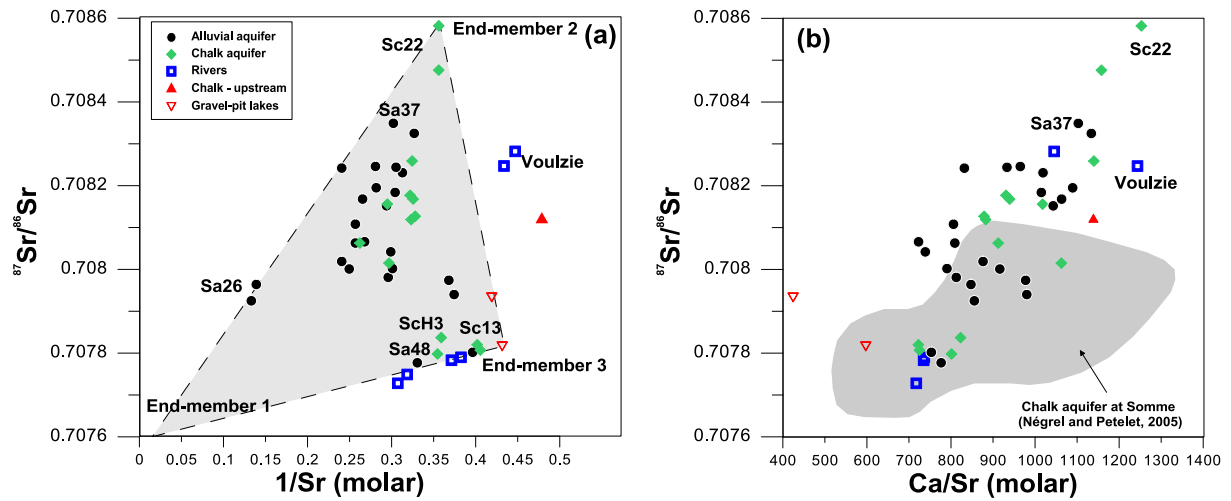 0.7086
0.7084
0.7082
0.708
0.7078
0.7076
87Sr/86Sr
0
0.05
0.1
0.15
0.2
0.25
0.3
0.35
0.4
0.45
0.5
1/Sr (molar)
(a)
Alluvial aquifer
Chalk aquifer
Rivers
Chalk - upstream
Gravel-pit lakes
End-member 2
Sc22
Sa37
Voulzie
Sa26
ScH3
Sc13
Sa48
End-member 3
End-member 1
(b)
0.7086
0.7084
0.7082
0.708
0.7078
0.7076
87Sr/86Sr
400
500
600
700
800
900
1000
1100
1200
1300
1400
Ca/Sr (molar)
Sc22
Sa37
Voulzie
Chalk aquifer at Somme
(Négrel and Petelet, 2005)